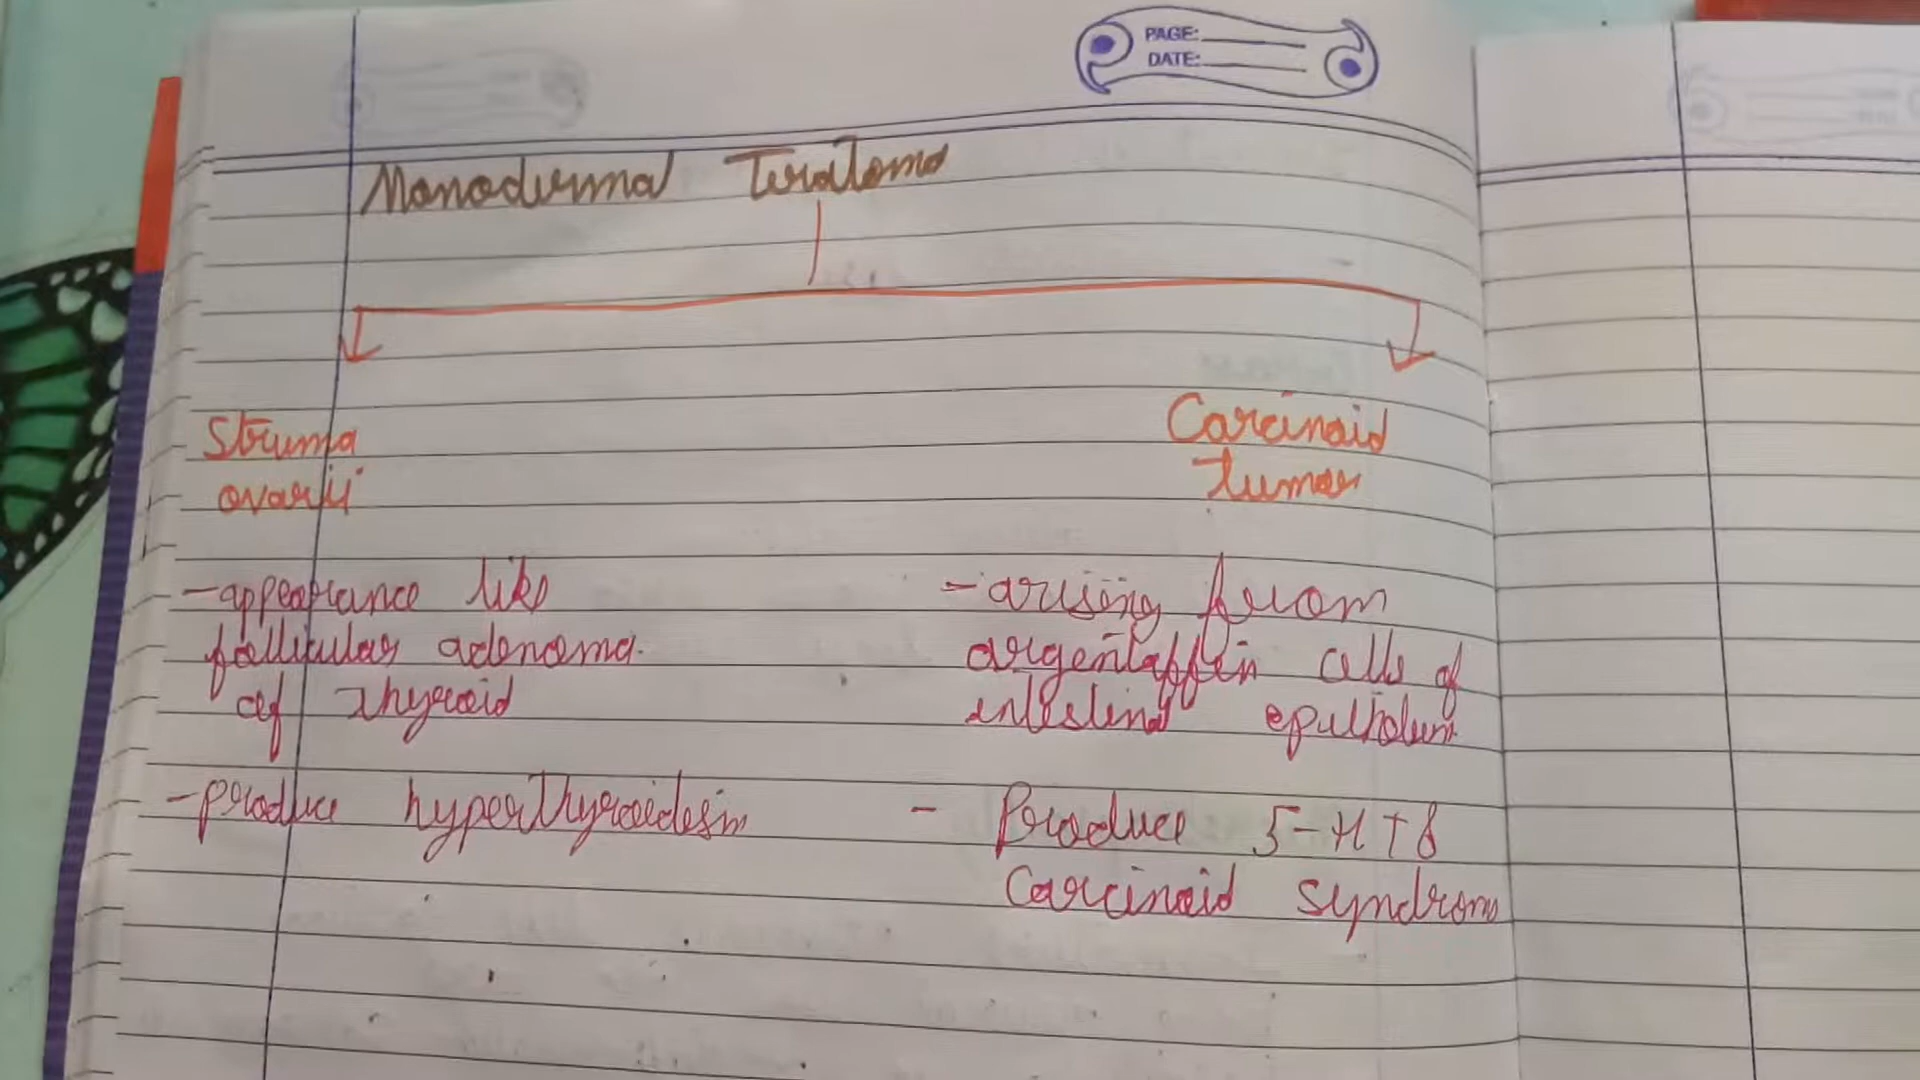 PAGE:
DATE:
Monodermal Teratoma
Struma
ovarii
Carcinoid
tumor
- appearance like
follicular adenoma
of thyroid
- produce hyperthyroidesim
- arising from
argentaffin cells of
intestinal epithelium
- Produce 5-HT &
Carcinoid syndrome